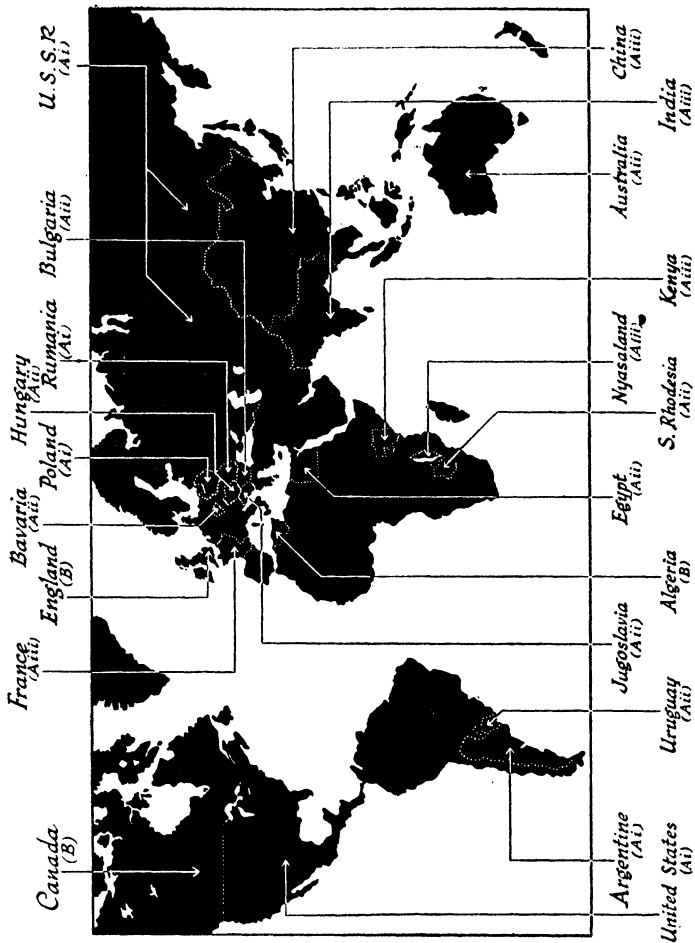 Canada
(B)
France
(Aiii)
England
(B)
Bavaria
(Aii)
Poland
(Ai)
Hungary
(Aii)
Rumania
(Ai)
Bulgaria
(Aii)
U.S.S.R
(Ai)
United States
(Ai)
Argentine
(Ai)
Uruguay
(Aii)
Jugoslavia
(Aii)
Algeria
(B)
Egypt
(Aii)
S. Rhodesia
(Aii)
Nyasaland
(Aiii)
Kenya
(Aiii)
Australia
(Aii)
India
(Aiii)
China
(Aiii)